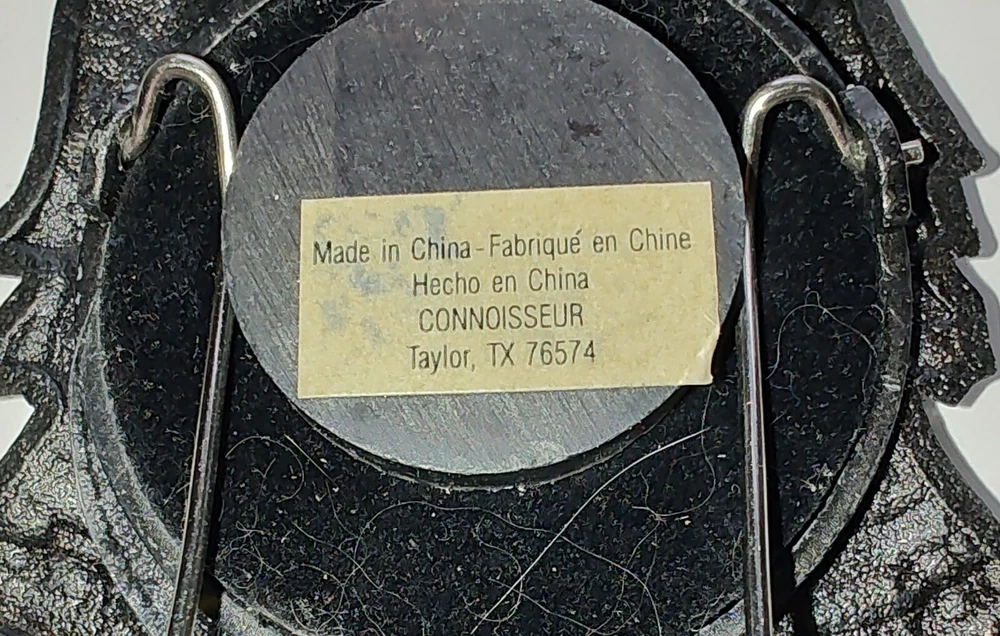 Made in China - Fabriqué en Chine
Hecho en China
CONNOISSEUR
Taylor, TX 76574